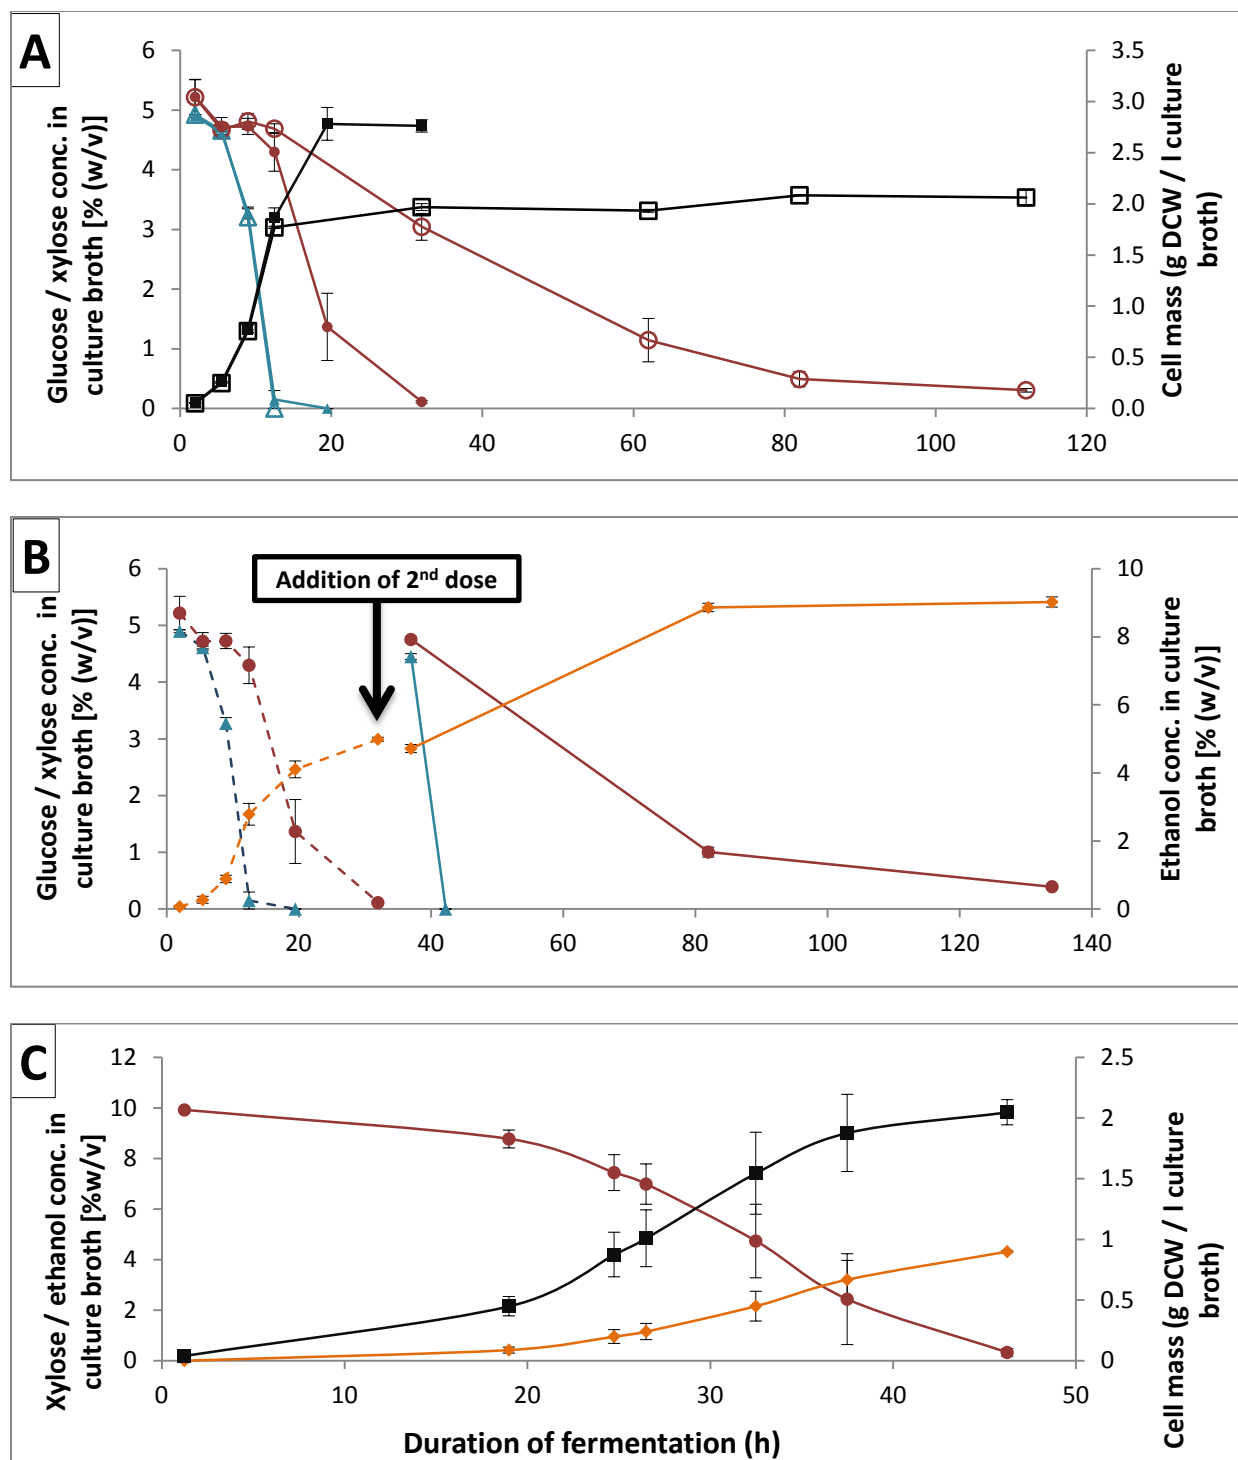 A
Glucose / xylose conc. in
culture broth [% (w/v)]
6
5
4
3
2
1
0
3.5
3.0
2.5
2.0
1.5
1.0
0.5
0.0
Cell mass (g DCW / l culture
broth)
0 20 40 60 80 100 120
B
Addition of 2nd dose
Glucose / xylose conc. in
culture broth [% (w/v)]
6
5
4
3
2
1
0
10
8
6
4
2
0
Ethanol conc. in culture
broth [% (w/v)]
0 20 40 60 80 100 120 140
C
Xylose / ethanol conc. in
culture broth [%w/v]
12
10
8
6
4
2
0
2.5
2
1.5
1
0.5
0
Cell mass (g DCW / l culture
broth)
0 10 20 30 40 50
Duration of fermentation (h)